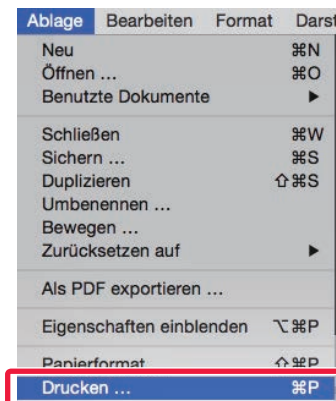 Ablage Bearbeiten Format Darst
Neu ⌘N
Öffnen ... ⌘O
Benutzte Dokumente ▶
Schließen ⌘W
Sichern ... ⌘S
Duplizieren ⇧⌘S
Umbenennen ...
Bewegen ...
Zurücksetzen auf ▶
Als PDF exportieren ...
Eigenschaften einblenden ⌥⌘P
Papierformat ⇧⌘P
Drucken ... ⌘P